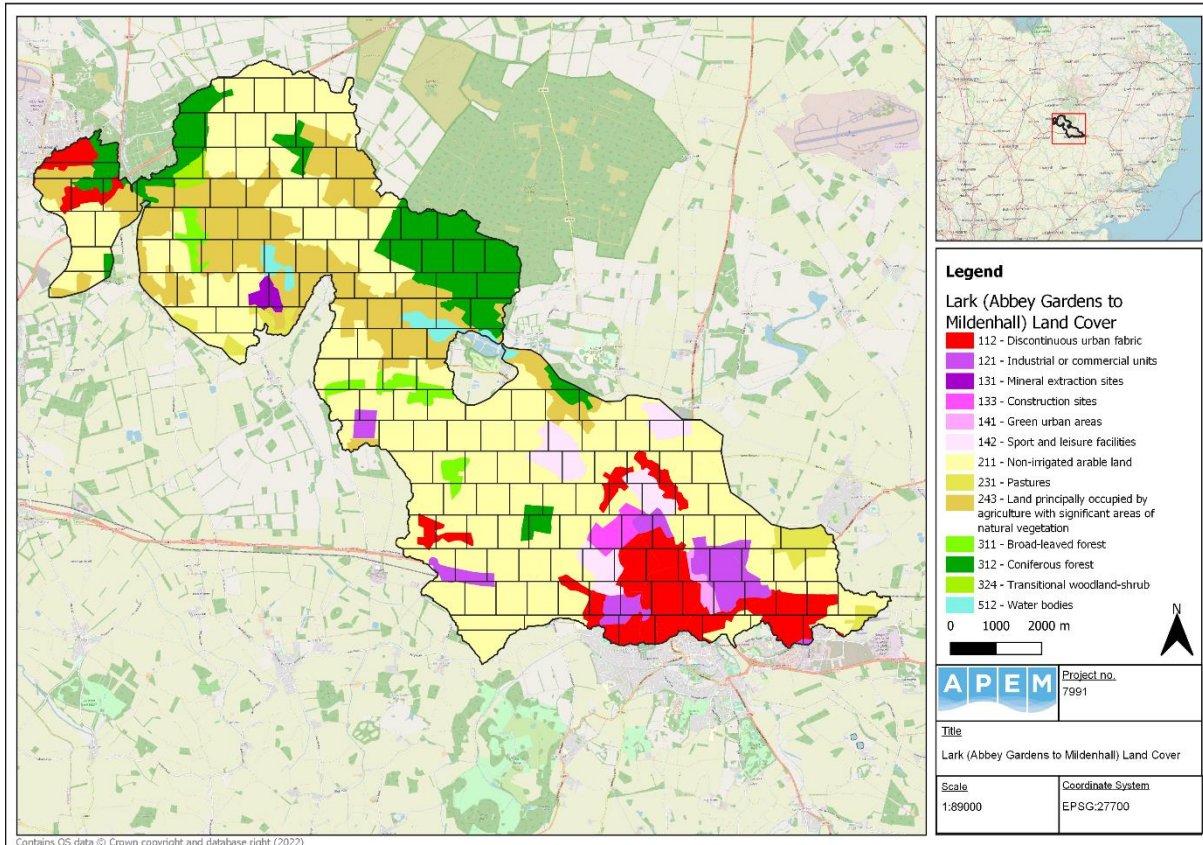 Legend
Lark (Abbey Gardens to
Mildenhall) Land Cover
112 - Discontinuous urban fabric
121 - Industrial or commercial units
131 - Mineral extraction sites
133 - Construction sites
141 - Green urban areas
142 - Sport and leisure facilities
211 - Non-irrigated arable land
231 - Pastures
243 - Land principally occupied by
agriculture with significant areas of
natural vegetation
311 - Broad-leaved forest
312 - Coniferous forest
324 - Transitional woodland-shrub
512 - Water bodies
0 1000 2000 m
N
APEM
Project no.
7991
Title
Lark (Abbey Gardens to Mildenhall) Land Cover
Scale
1:89000
Coordinate System
EPSG:27700
Contains OS data © Crown copyright and database right (2022)